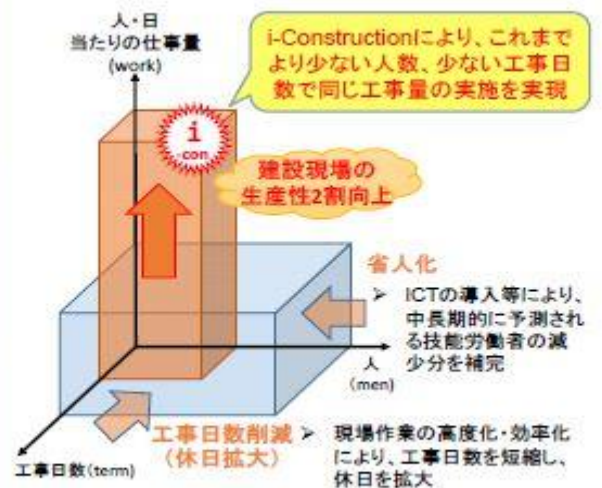 人・日
当たりの仕事量
(work)
i-Constructionにより、これまで
より少ない人数、少ない工事日
数で同じ工事量の実施を実現
i
-con
建設現場の
生産性2割向上
省人化
➢ ICTの導入等により、
中長期的に予測され
る技能労働者の減
少分を補完
人
(men)
工事日数削減
(休日拡大)
➢ 現場作業の高度化・効率化
により、工事日数を短縮し、
休日を拡大
工事日数(term)